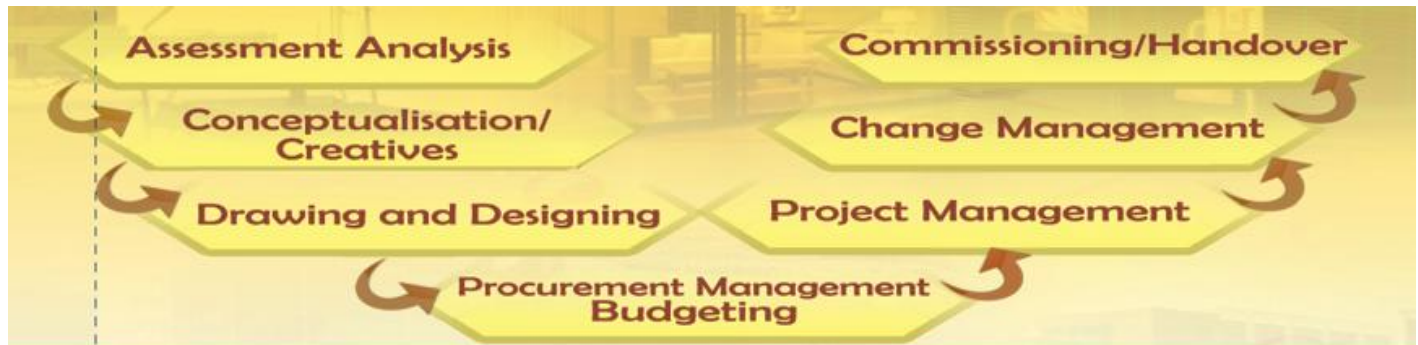 Assessment Analysis
Conceptualisation/
Creatives
Drawing and Designing
Procurement Management
Budgeting
Project Management
Change Management
Commissioning/Handover